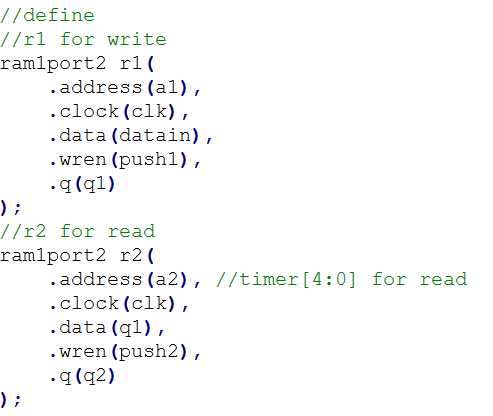 //define
//r1 for write
ram1port2 r1(
.address(a1),
.clock(clk),
.data(datain),
.wren(push1),
.q(q1)
);
//r2 for read
ram1port2 r2(
.address(a2), //timer[4:0] for read
.clock(clk),
.data(q1),
.wren(push2),
.q(q2)
);